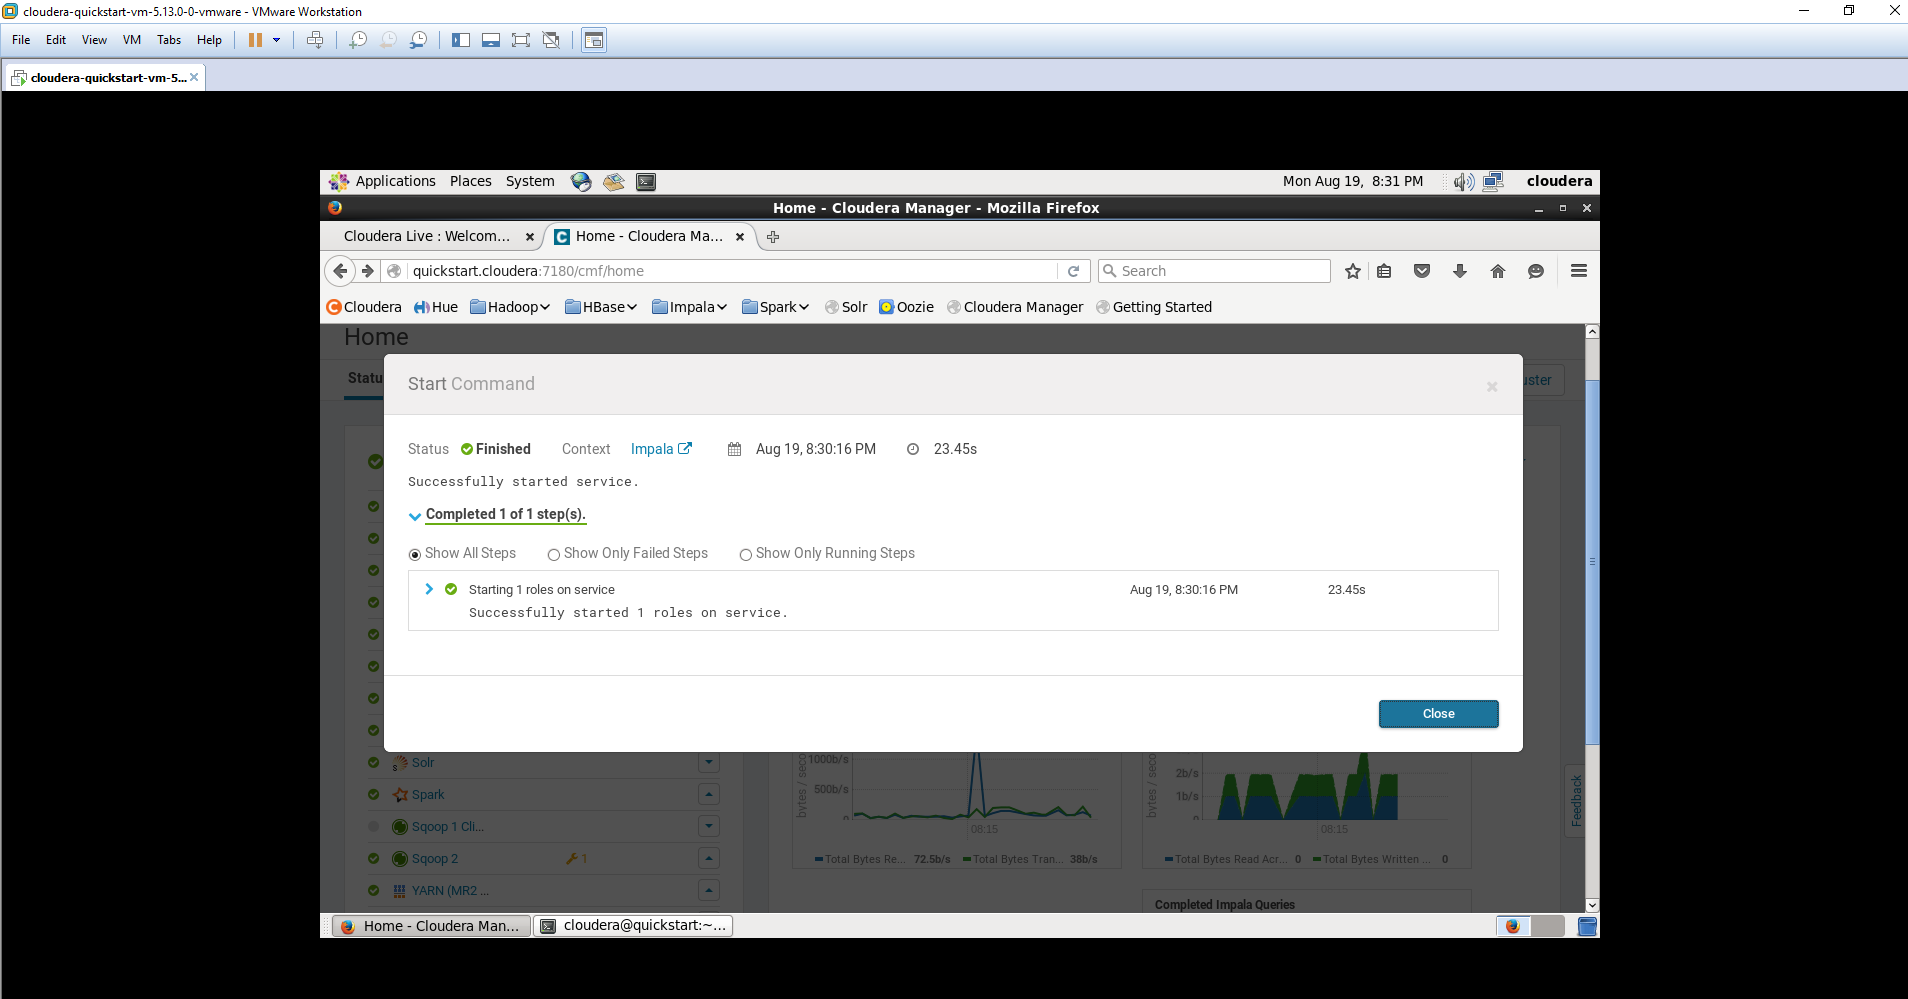 cloudera-quickstart-vm-5.13.0-0-vmware - VMware Workstation
File Edit View VM Tabs Help
cloudera-quickstart-vm-5...
Applications Places System Mon Aug 19, 8:31 PM cloudera
Home - Cloudera Manager - Mozilla Firefox
Cloudera Live : Welcom... Home - Cloudera Ma...
quickstart.cloudera:7180/cmf/home Search
Cloudera Hue Hadoop HBase Impala Spark Solr Oozie Cloudera Manager Getting Started
Home
Statu uster
Start Command
Status Finished Context Impala Aug 19, 8:30:16 PM 23.45s
Successfully started service.
Completed 1 of 1 step(s).
Show All Steps Show Only Failed Steps Show Only Running Steps
Starting 1 roles on service Aug 19, 8:30:16 PM 23.45s
Successfully started 1 roles on service.
Close
Solr
Spark
Sqoop 1 Cli...
Sqoop 2 1
YARN (MR2 ...
bytes / seco
1000b/s
500b/s
0
08:15
Total Bytes Re... 72.5b/s Total Bytes Tran... 38b/s
bytes / seco
2b/s
1b/s
0
08:15
Total Bytes Read Acr... 0 Total Bytes Written ... 0
Completed Impala Queries
Feedback
Home - Cloudera Man... cloudera@quickstart:~...